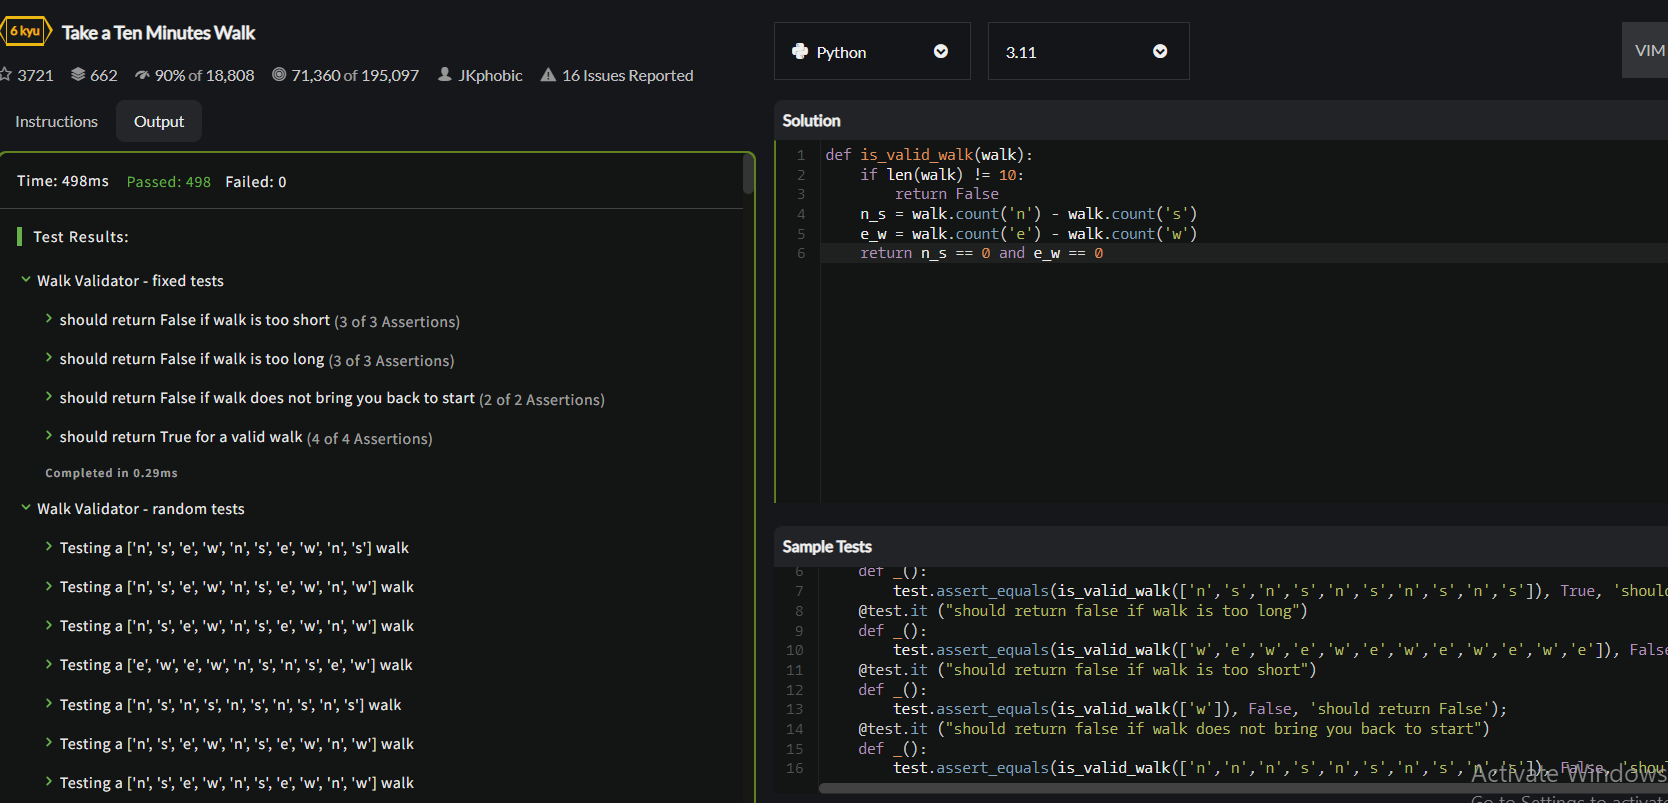 6 kyu Take a Ten Minutes Walk
3721 662 90% of 18,808 71,360 of 195,097 JKphobic 16 Issues Reported
Instructions Output
Time: 498ms Passed: 498 Failed: 0
Test Results:
Walk Validator - fixed tests
should return False if walk is too short (3 of 3 Assertions)
should return False if walk is too long (3 of 3 Assertions)
should return False if walk does not bring you back to start (2 of 2 Assertions)
should return True for a valid walk (4 of 4 Assertions)
Completed in 0.29ms
Walk Validator - random tests
Testing a ['n', 's', 'e', 'w', 'n', 's', 'e', 'w', 'n', 's'] walk
Testing a ['n', 's', 'e', 'w', 'n', 's', 'e', 'w', 'n', 'w'] walk
Testing a ['n', 's', 'e', 'w', 'n', 's', 'e', 'w', 'n', 'w'] walk
Testing a ['e', 'w', 'e', 'w', 'n', 's', 'n', 's', 'e', 'w'] walk
Testing a ['n', 's', 'n', 's', 'n', 's', 'n', 's', 'n', 's'] walk
Testing a ['n', 's', 'e', 'w', 'n', 's', 'e', 'w', 'n', 'w'] walk
Testing a ['n', 's', 'e', 'w', 'n', 's', 'e', 'w', 'n', 'w'] walk
Python 3.11 VIM
Solution
1 def is_valid_walk(walk):
2 if len(walk) != 10:
3 return False
4 n_s = walk.count('n') - walk.count('s')
5 e_w = walk.count('e') - walk.count('w')
6 return n_s == 0 and e_w == 0
Sample Tests
6 def _():
7 test.assert_equals(is_valid_walk(['n','s','n','s','n','s','n','s','n','s']), True, 'should
8 @test.it ("should return false if walk is too long")
9 def _():
10 test.assert_equals(is_valid_walk(['w','e','w','e','w','e','w','e','w','e','w','e']), False
11 @test.it ("should return false if walk is too short")
12 def _():
13 test.assert_equals(is_valid_walk(['w']), False, 'should return False');
14 @test.it ("should return false if walk does not bring you back to start")
15 def _():
16 test.assert_equals(is_valid_walk(['n','n','n','s','n','s','n','s','n','s']), False, 'shoul
Activate Windows
Go to Settings to activate